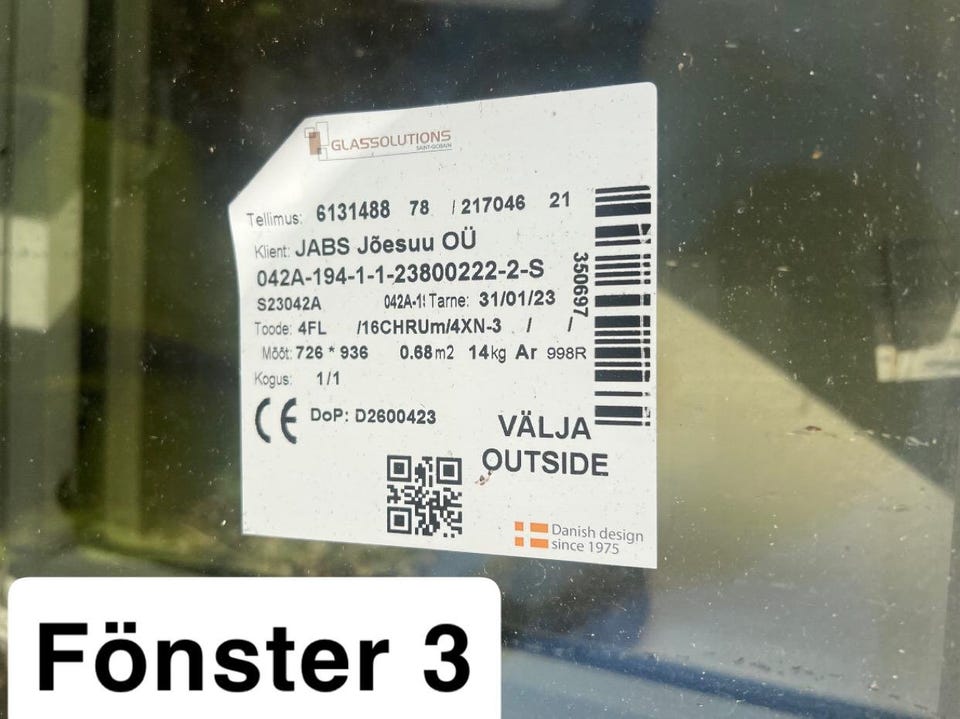 GLASSOLUTIONS
SAINT-GOBAIN
Tellimus: 6131488 78 / 217046 21
Klient: JABS Jõesuu OÜ
042A-194-1-1-23800222-2-S
S23042A 042A-1! Tarne: 31/01/23
Toode: 4FL /16CHRUm/4XN-3 / /
Mõõt: 726 * 936 0.68 m2 14 kg Ar 998R
Kogus: 1/1
350697
CE DoP: D2600423
VÄLJA
OUTSIDE
Danish design
since 1975
Fönster 3